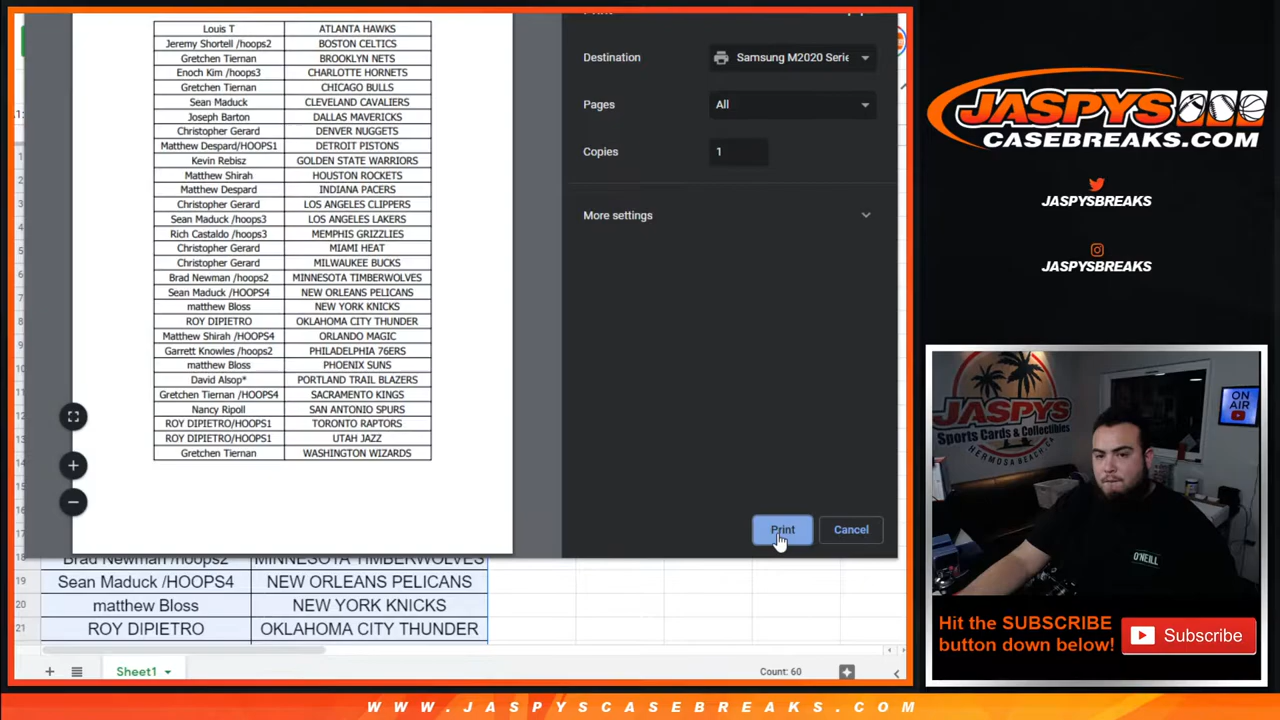 Louis T ATLANTA HAWKS
Jeremy Shortell /hoops2 BOSTON CELTICS
Gretchen Tiernan BROOKLYN NETS
Enoch Kim /hoops3 CHARLOTTE HORNETS
Gretchen Tiernan CHICAGO BULLS
Sean Maduck CLEVELAND CAVALIERS
Joseph Barton DALLAS MAVERICKS
Christopher Gerard DENVER NUGGETS
Matthew Despard/HOOPS1 DETROIT PISTONS
Kevin Rebisz GOLDEN STATE WARRIORS
Matthew Shirah HOUSTON ROCKETS
Matthew Despard INDIANA PACERS
Christopher Gerard LOS ANGELES CLIPPERS
Sean Maduck /hoops3 LOS ANGELES LAKERS
Rich Castaldo /hoops3 MEMPHIS GRIZZLIES
Christopher Gerard MIAMI HEAT
Christopher Gerard MILWAUKEE BUCKS
Brad Newman /hoops2 MINNESOTA TIMBERWOLVES
Sean Maduck /HOOPS4 NEW ORLEANS PELICANS
matthew Bloss NEW YORK KNICKS
ROY DIPIETRO OKLAHOMA CITY THUNDER
Matthew Shirah /HOOPS4 ORLANDO MAGIC
Garrett Knowles /hoops2 PHILADELPHIA 76ERS
matthew Bloss PHOENIX SUNS
David Alsop* PORTLAND TRAIL BLAZERS
Gretchen Tiernan /HOOPS4 SACRAMENTO KINGS
Nancy Ripoll SAN ANTONIO SPURS
ROY DIPIETRO/HOOPS1 TORONTO RAPTORS
ROY DIPIETRO/HOOPS1 UTAH JAZZ
Gretchen Tiernan WASHINGTON WIZARDS
Destination Samsung M2020 Serie
Pages All
Copies 1
More settings
Print Cancel
Brad Newman /hoops2 MINNESOTA TIMBERWOLVES
19 Sean Maduck /HOOPS4 NEW ORLEANS PELICANS
20 matthew Bloss NEW YORK KNICKS
21 ROY DIPIETRO OKLAHOMA CITY THUNDER
Sheet1
Count: 60
JASPYS
CASEBREAKS.COM
JASPYSBREAKS
JASPYSBREAKS
JASPYS
Sports Cards & Collectibles
HERMOSA BEACH, CA
ON AIR
O'NEILL
Hit the SUBSCRIBE
button down below!
Subscribe
WWW.JASPYSCASEBREAKS.COM